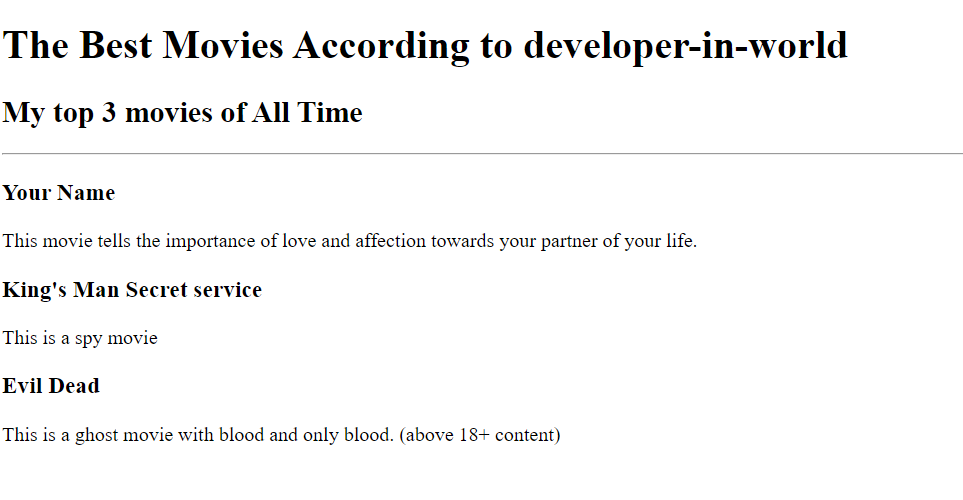 The Best Movies According to developer-in-world
My top 3 movies of All Time
Your Name
This movie tells the importance of love and affection towards your partner of your life.
King's Man Secret service
This is a spy movie
Evil Dead
This is a ghost movie with blood and only blood. (above 18+ content)